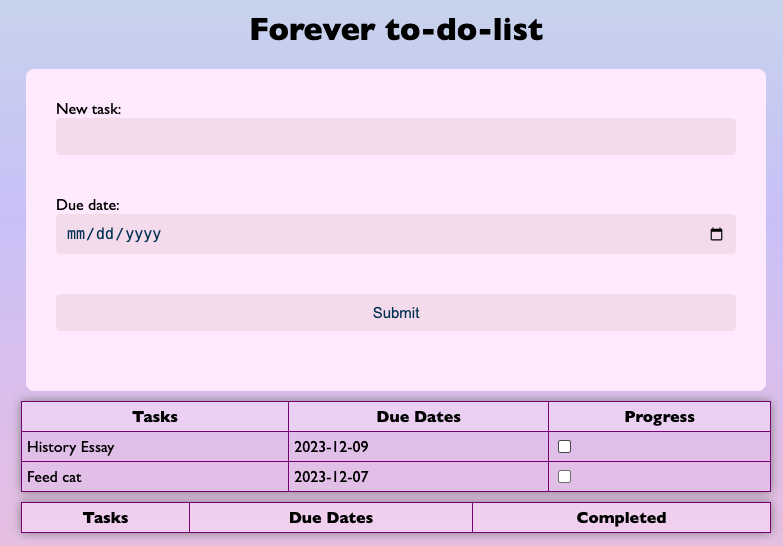 Forever to-do-list
New task:
Due date:
mm/dd/yyyy
Submit
Tasks Due Dates Progress
History Essay 2023-12-09
Feed cat 2023-12-07
Tasks Due Dates Completed